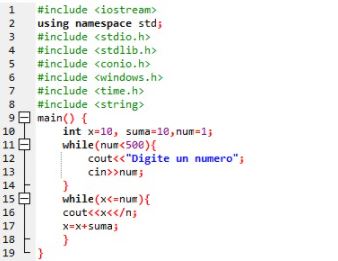 1 #include <iostream>
2 using namespace std;
3 #include <stdio.h>
4 #include <stdlib.h>
5 #include <conio.h>
6 #include <windows.h>
7 #include <time.h>
8 #include <string>
9 main() {
10 int x=10, suma=10,num=1;
11 while(num<500){
12 cout<<"Digite un numero";
13 cin>>num;
14 }
15 while(x<=num){
16 cout<<x<</n;
17 x=x+suma;
18 }
19 }